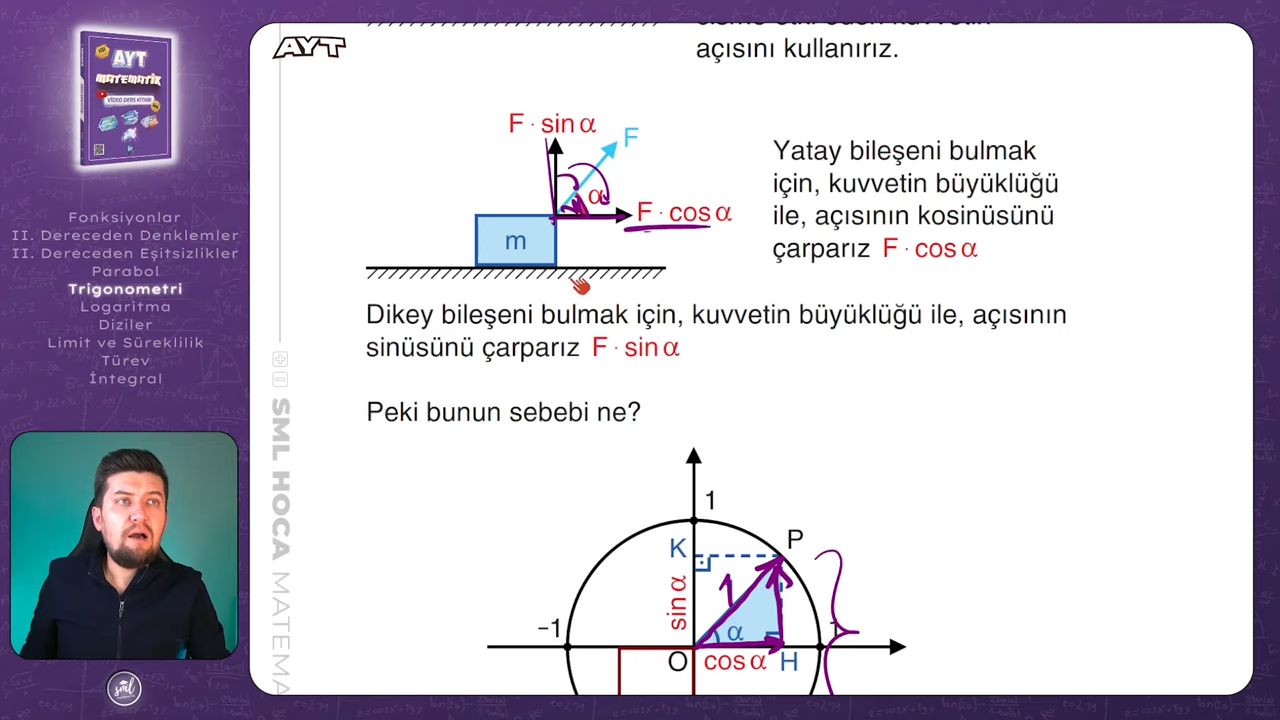 AYT
MATEMATİK
VİDEO DERS KİTABI
Fonksiyonlar
II. Dereceden Denklemler
II. Dereceden Eşitsizlikler
Parabol
Trigonometri
Logaritma
Diziler
Limit ve Süreklilik
Türev
İntegral
sml
AYT
SML HOCA MATEMA
açısını kullanırız.
F · sin α
F
α
F · cos α
m
Yatay bileşeni bulmak
için, kuvvetin büyüklüğü
ile, açısının kosinüsünü
çarparız F · cos α
Dikey bileşeni bulmak için, kuvvetin büyüklüğü ile, açısının
sinüsünü çarparız F · sin α
Peki bunun sebebi ne?
1
K
P
sin α
1
α
−1
1
O
cos α
H